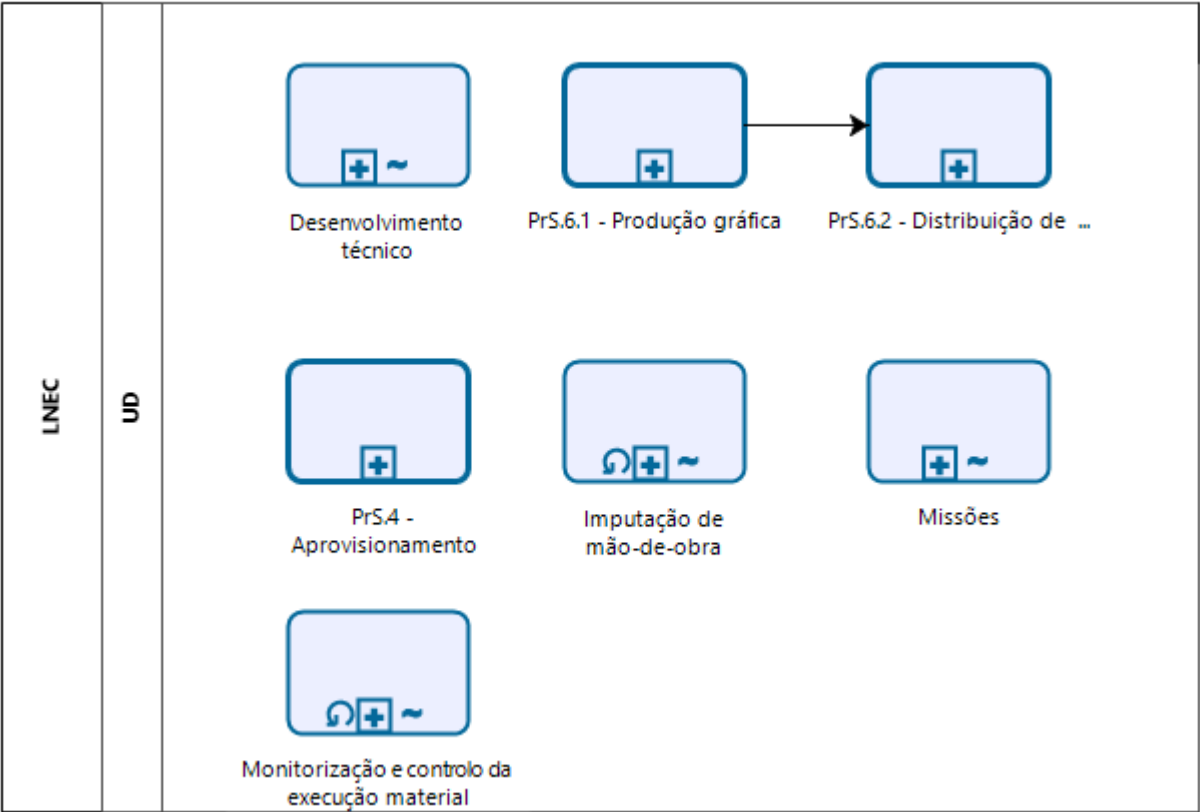 LNEC
UD
Desenvolvimento
técnico
PrS.6.1 - Produção gráfica
PrS.6.2 - Distribuição de ...
PrS.4 -
Aprovisionamento
Imputação de
mão-de-obra
Missões
Monitorização e controlo da
execução material